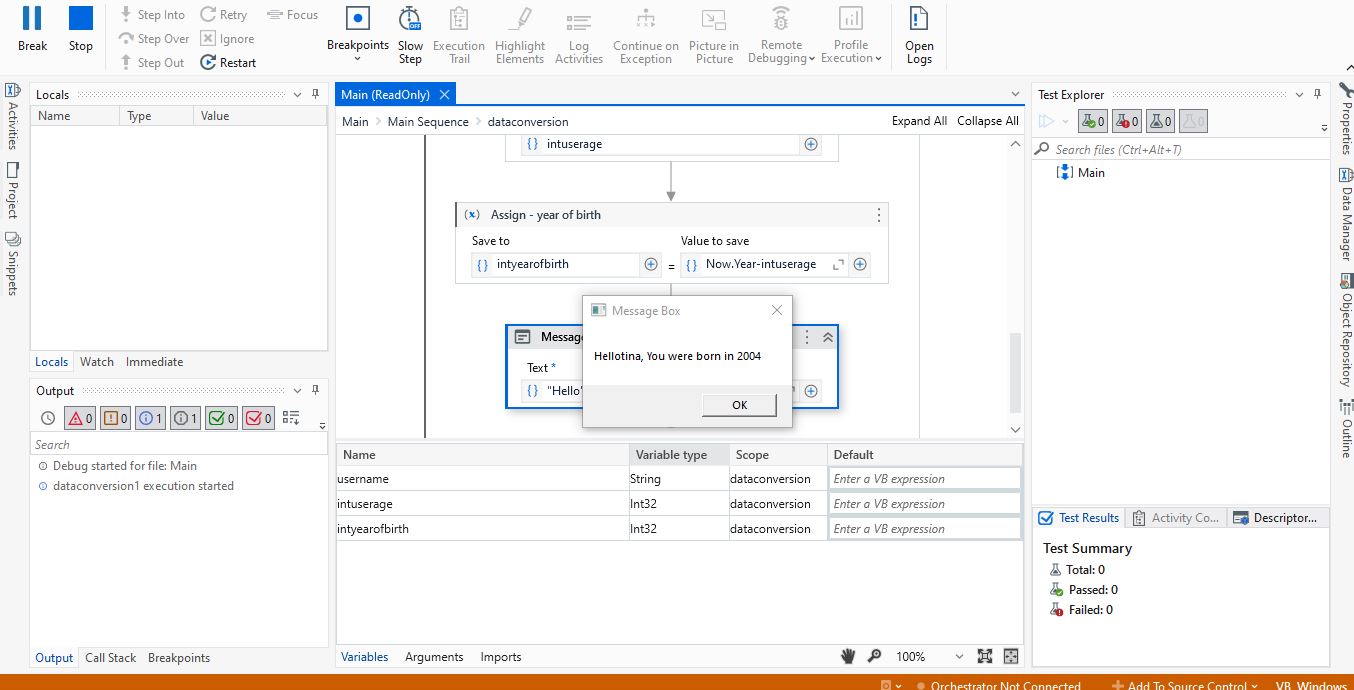 Break
Stop
Step Into
Step Over
Step Out
Retry
Ignore
Restart
Focus
Breakpoints
Slow
Step
OFF
Execution
Trail
Highlight
Elements
Log
Activities
Continue on
Exception
Picture in
Picture
Remote
Debugging
Profile
Execution
Open
Logs
Activities
Project
Snippets
Locals
Name Type Value
Locals Watch Immediate
Output
0 0 1 1 0 0
Search
Debug started for file: Main
dataconversion1 execution started
Output Call Stack Breakpoints
Main (ReadOnly)
Main > Main Sequence > dataconversion
Expand All Collapse All
{} intuserage
(x) Assign - year of birth
Save to Value to save
{} intyearofbirth = {} Now.Year-intuserage
Messag
Text *
{} "Hello"
Message Box
Hellotina, You were born in 2004
OK
Name Variable type Scope Default
username String dataconversion Enter a VB expression
intuserage Int32 dataconversion Enter a VB expression
intyearofbirth Int32 dataconversion Enter a VB expression
Variables Arguments Imports
100%
Test Explorer
0 0 0 0
Search files (Ctrl+Alt+T)
Main
Test Results Activity Co... Descriptor...
Test Summary
Total: 0
Passed: 0
Failed: 0
Properties
Data Manager
Object Repository
Outline
Orchestrator Not Connected
Add To Source Control
VB Windows